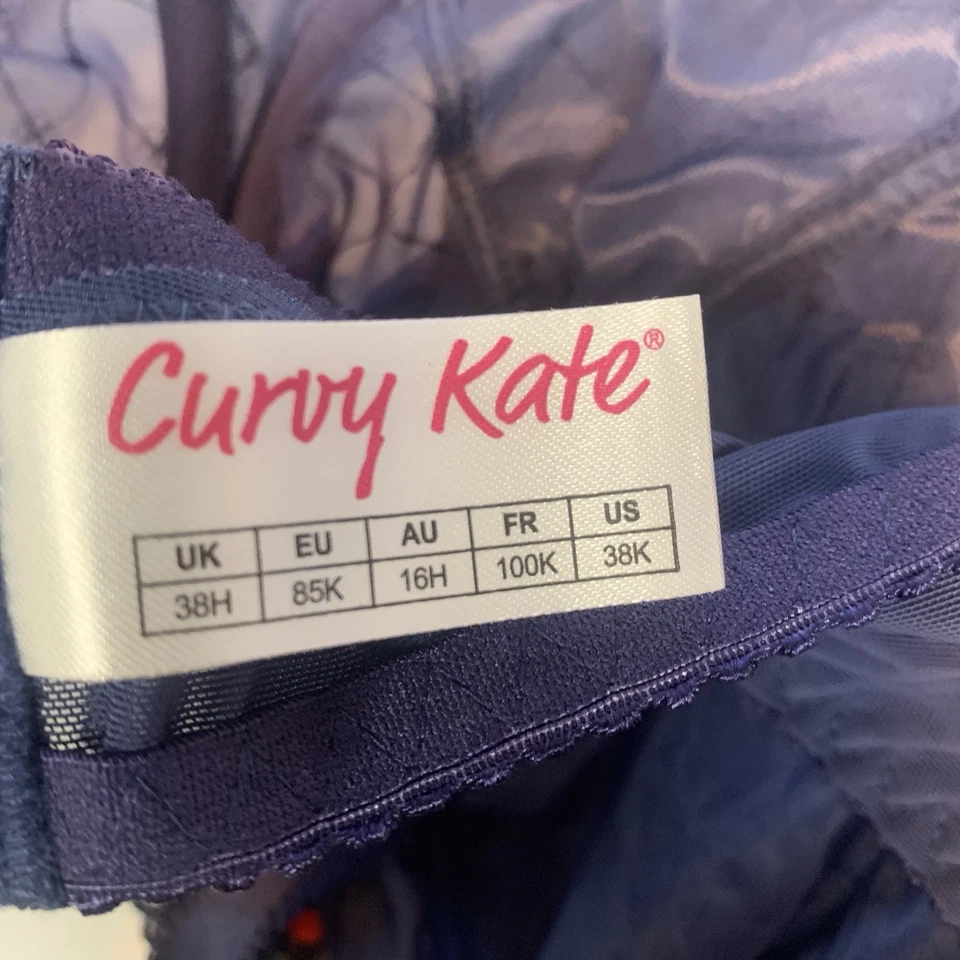 Curvy Kate®
UK EU AU FR US
38H 85K 16H 100K 38K